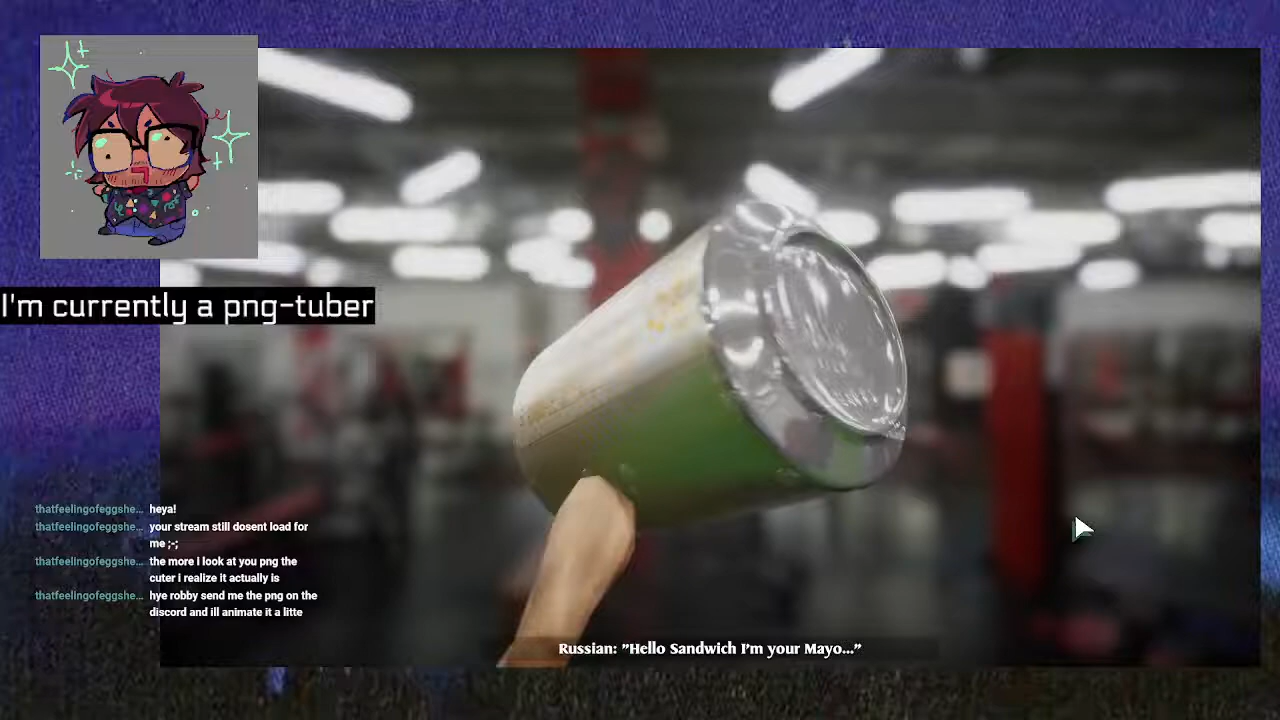 I'm currently a png-tuber
thatfeelingofeggshe... heya!
thatfeelingofeggshe... your stream still dosent load for
me ;-;
thatfeelingofeggshe... the more i look at you png the
cuter i realize it actually is
thatfeelingofeggshe... hye robby send me the png on the
discord and ill animate it a litte
Russian: "Hello Sandwich I'm your Mayo..."